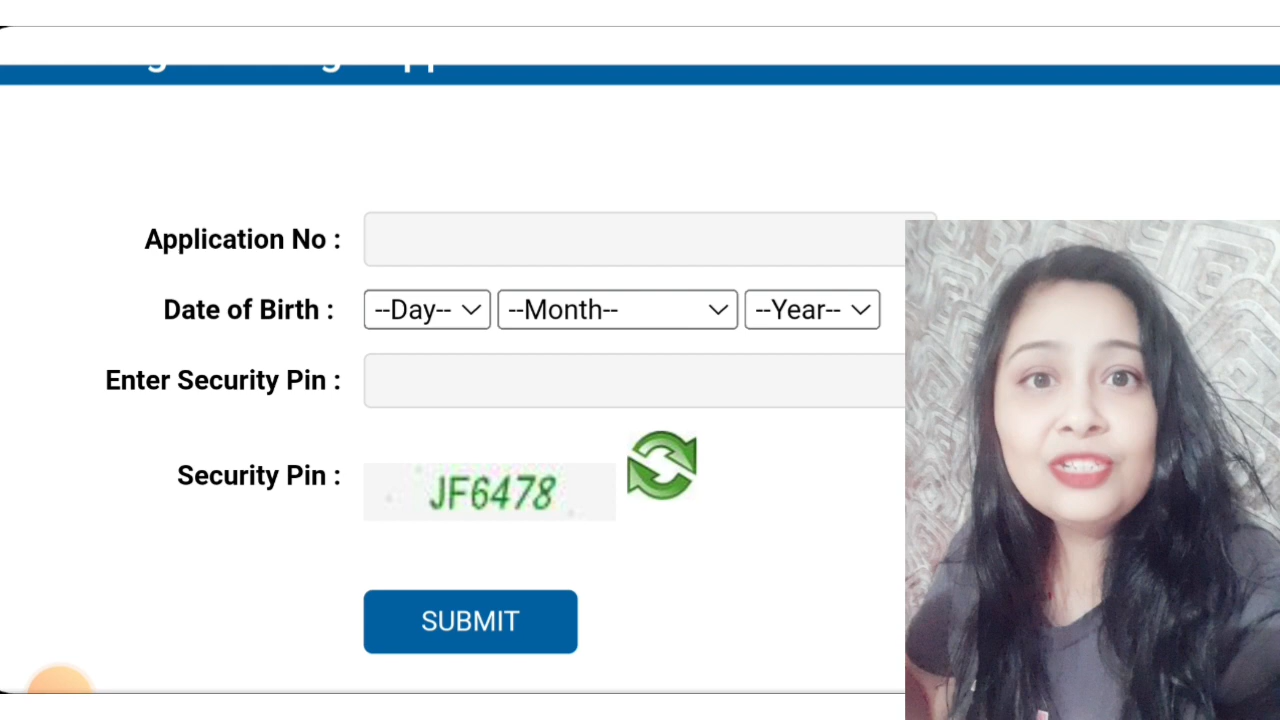 Application No :
Date of Birth : --Day-- --Month-- --Year--
Enter Security Pin :
Security Pin : JF6478
SUBMIT